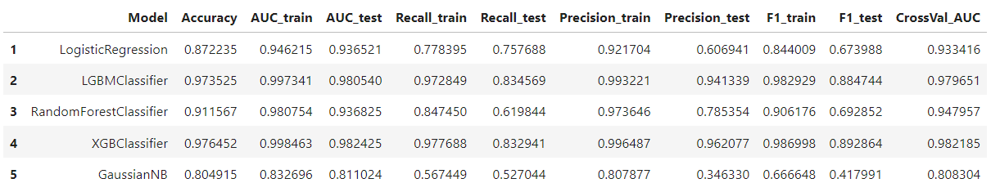 Model Accuracy AUC_train AUC_test Recall_train Recall_test Precision_train Precision_test F1_train F1_test CrossVal_AUC
1 LogisticRegression 0.872235 0.946215 0.936521 0.778395 0.757688 0.921704 0.606941 0.844009 0.673988 0.933416
2 LGBMClassifier 0.973525 0.997341 0.980540 0.972849 0.834569 0.993221 0.941339 0.982929 0.884744 0.979651
3 RandomForestClassifier 0.911567 0.980754 0.936825 0.847450 0.619844 0.973646 0.785354 0.906176 0.692852 0.947957
4 XGBClassifier 0.976452 0.998463 0.982425 0.977688 0.832941 0.996487 0.962077 0.986998 0.892864 0.982185
5 GaussianNB 0.804915 0.832696 0.811024 0.567449 0.527044 0.807877 0.346330 0.666648 0.417991 0.808304